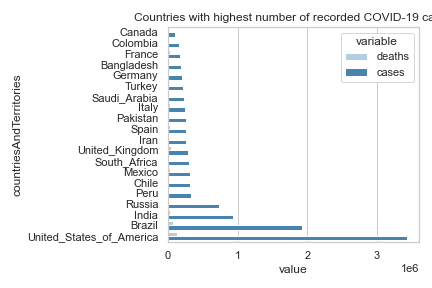 Countries with highest number of recorded COVID-19 ca
variable
deaths
cases
countriesAndTerritories
Canada
Colombia
France
Bangladesh
Germany
Turkey
Saudi_Arabia
Italy
Pakistan
Spain
Iran
United_Kingdom
South_Africa
Mexico
Chile
Peru
Russia
India
Brazil
United_States_of_America
0 1 2 3
1e6
value